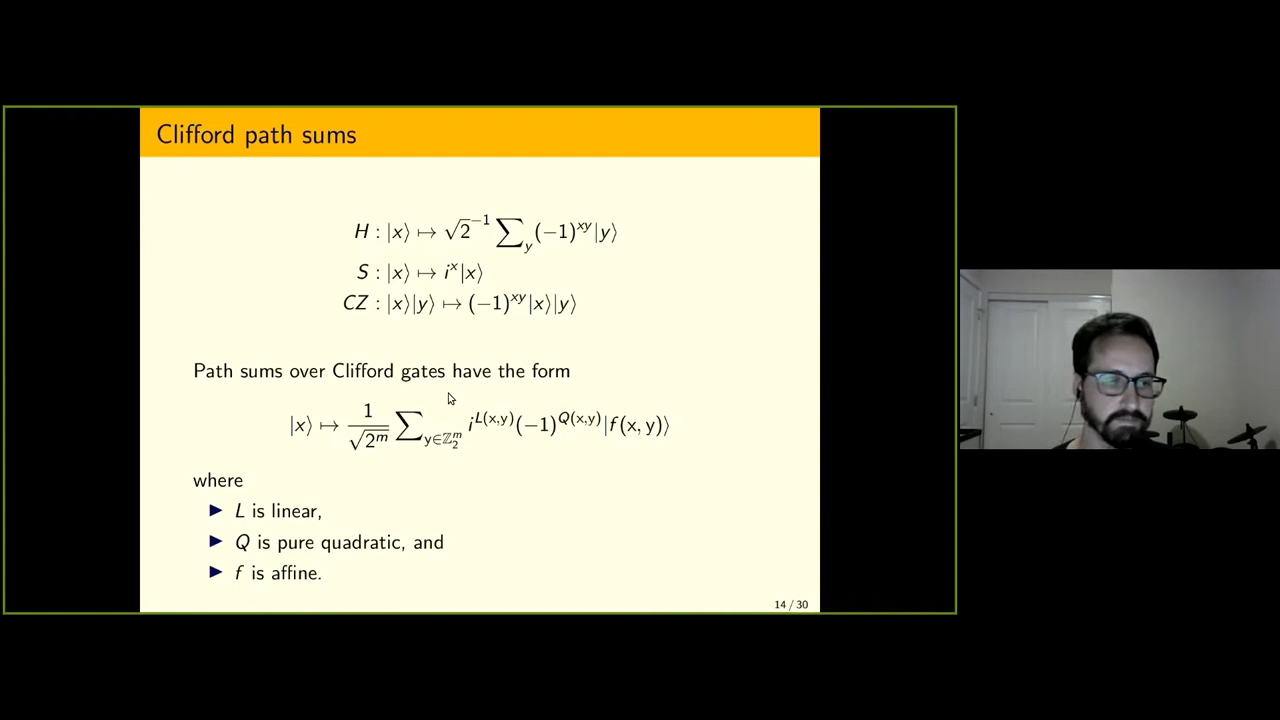 Clifford path sums
H : |x⟩ ↦ √2⁻¹ ∑_y (−1)^{xy}|y⟩
S : |x⟩ ↦ i^x|x⟩
CZ : |x⟩|y⟩ ↦ (−1)^{xy}|x⟩|y⟩
Path sums over Clifford gates have the form
|x⟩ ↦ 1/√2^m ∑_{y∈ℤ₂^m} i^{L(x,y)}(−1)^{Q(x,y)}|f(x, y)⟩
where
▶ L is linear,
▶ Q is pure quadratic, and
▶ f is affine.
14 / 30